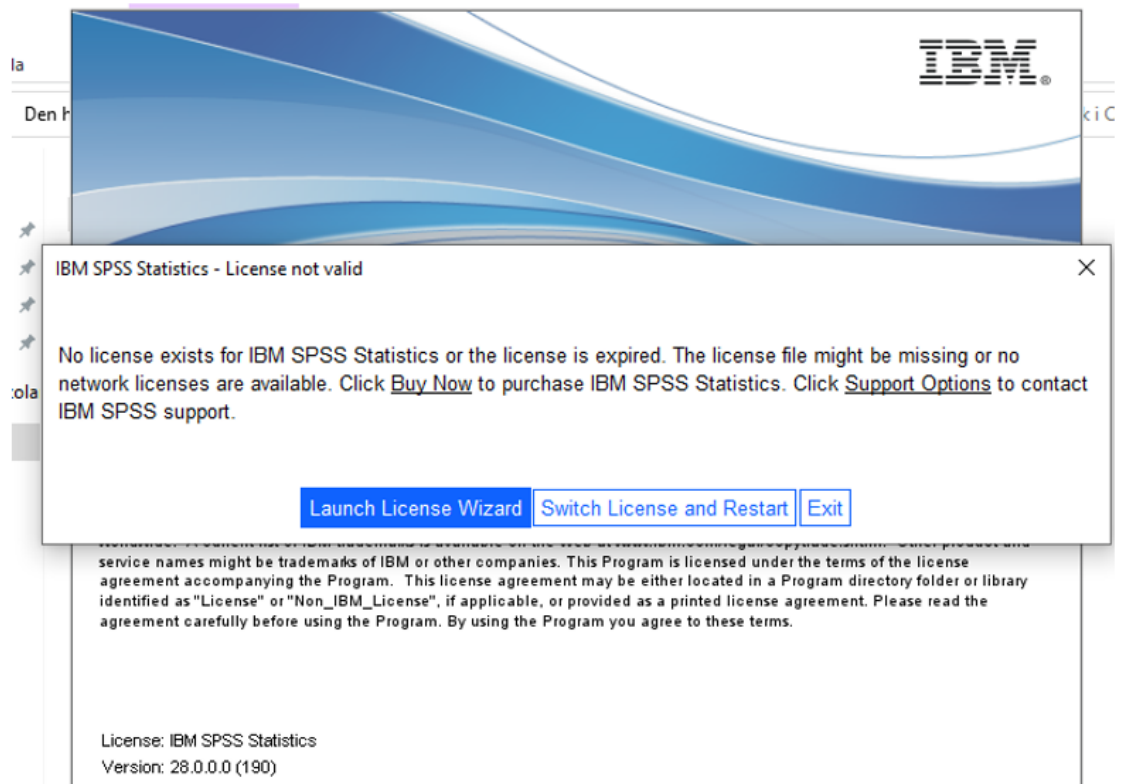 IBM®
la
Den h
k i C
IBM SPSS Statistics - License not valid
No license exists for IBM SPSS Statistics or the license is expired. The license file might be missing or no
network licenses are available. Click Buy Now to purchase IBM SPSS Statistics. Click Support Options to contact
IBM SPSS support.
Launch License Wizard Switch License and Restart Exit
service names might be trademarks of IBM or other companies. This Program is licensed under the terms of the license
agreement accompanying the Program. This license agreement may be either located in a Program directory folder or library
identified as "License" or "Non_IBM_License", if applicable, or provided as a printed license agreement. Please read the
agreement carefully before using the Program. By using the Program you agree to these terms.
License: IBM SPSS Statistics
Version: 28.0.0.0 (190)